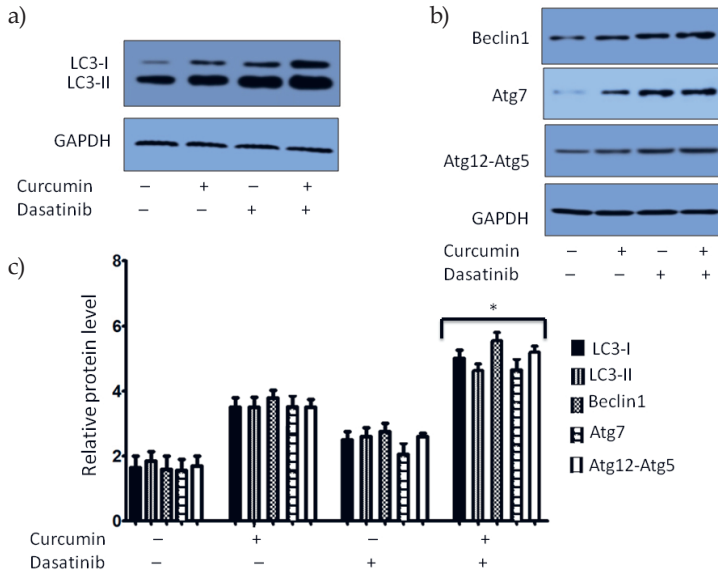 a)
LC3-I
LC3-II
GAPDH
Curcumin – + – +
Dasatinib – – + +
b)
Beclin1
Atg7
Atg12-Atg5
GAPDH
Curcumin – + – +
Dasatinib – – + +
c)
Relative protein level
8
6
4
2
0
*
LC3-I
LC3-II
Beclin1
Atg7
Atg12-Atg5
Curcumin – + – +
Dasatinib – – + +